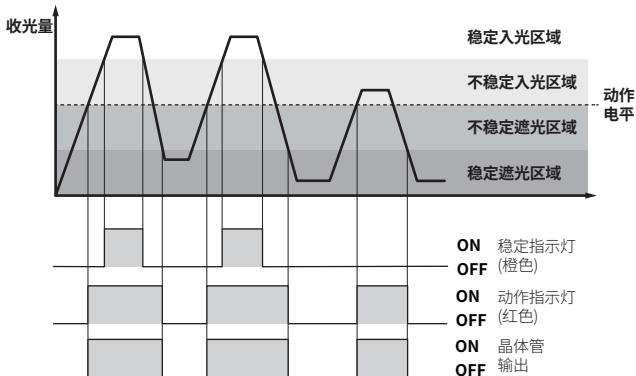 收光量
稳定入光区域
不稳定入光区域
动作
电平
不稳定遮光区域
稳定遮光区域
ON
OFF
稳定指示灯
(橙色)
ON
OFF
动作指示灯
(红色)
ON
OFF
晶体管
输出